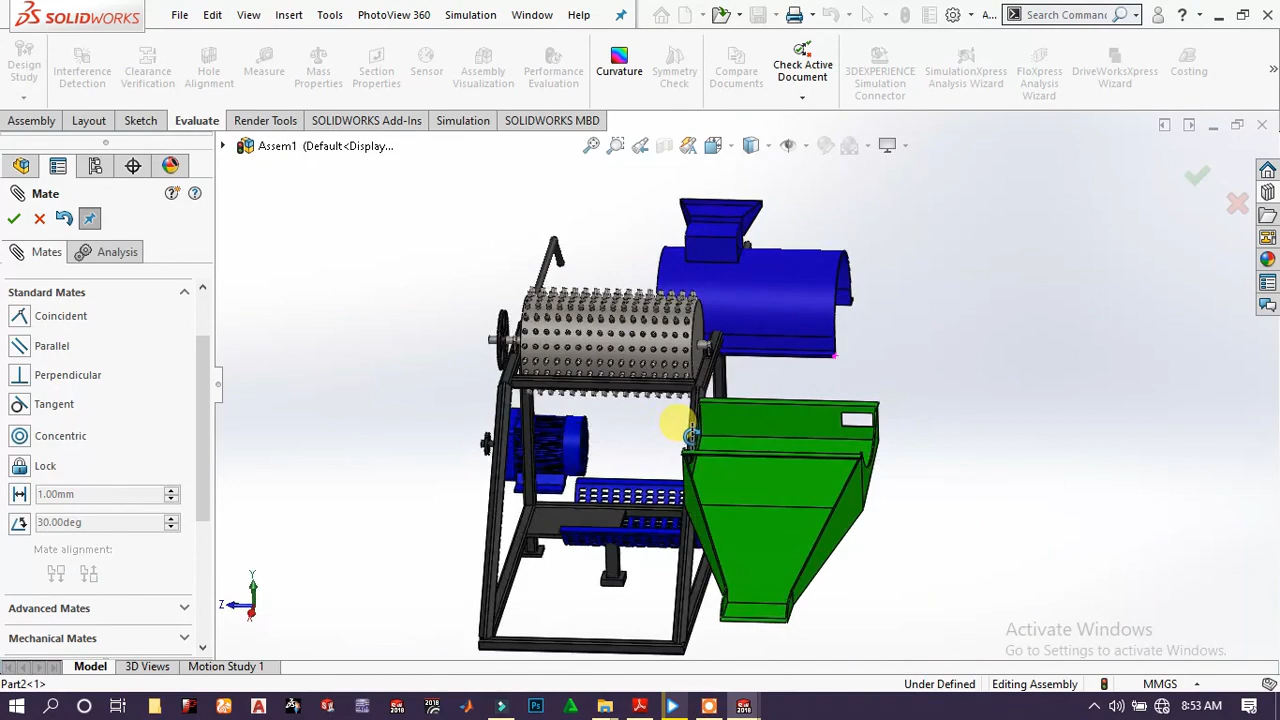 SOLIDWORKS
File Edit View Insert Tools PhotoView 360 Simulation Window Help
A... Search Command
Design Study
Interference Detection
Clearance Verification
Hole Alignment
Measure
Mass Properties
Section Properties
Sensor
Assembly Visualization
Performance Evaluation
Curvature
Symmetry Check
Compare Documents
Check Active Document
3DEXPERIENCE SIMULATION Connector
SimulationXpress Analysis Wizard
FloXpress Analysis Wizard
DriveWorksXpress Wizard
Costing
Assembly Layout Sketch Evaluate Render Tools SOLIDWORKS Add-Ins Simulation SOLIDWORKS MBD
Assem1 (Default<Display...
Mate
Mates Analysis
Standard Mates
Coincident
Parallel
Perpendicular
Tangent
Concentric
Lock
1.00mm
30.00deg
Mate alignment:
Advanced Mates
Mechanical Mates
Y
Z
Activate Windows
Go to Settings to activate Windows.
Model 3D Views Motion Study 1
Part2<1> Under Defined Editing Assembly MMGS